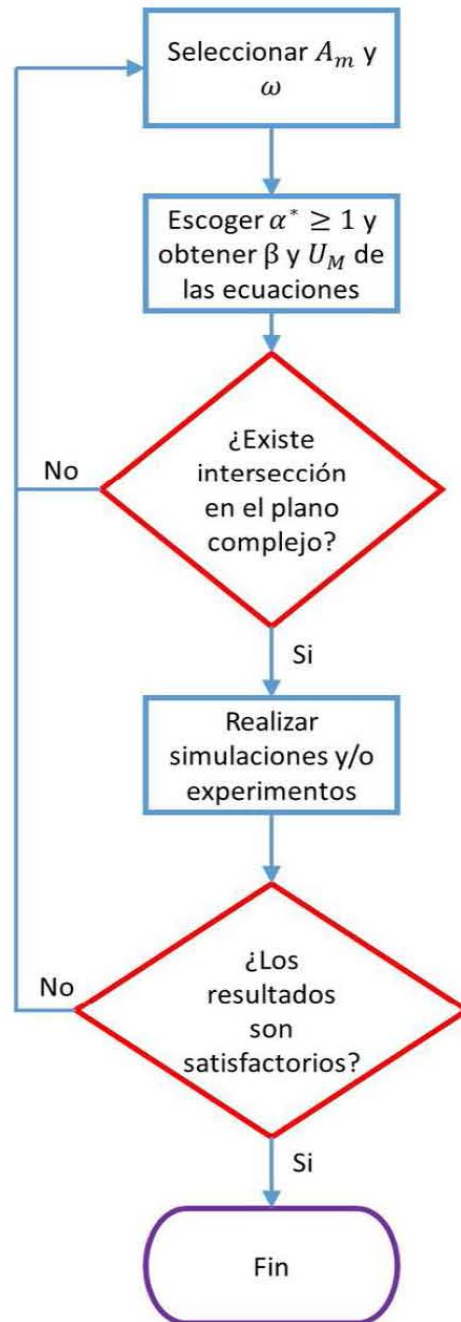 Seleccionar A_m y
ω
Escoger α* ≥ 1 y
obtener β y U_M de
las ecuaciones
¿Existe
intersección
en el plano
complejo?
No
Si
Realizar
simulaciones y/o
experimentos
¿Los
resultados
son
satisfactorios?
No
Si
Fin